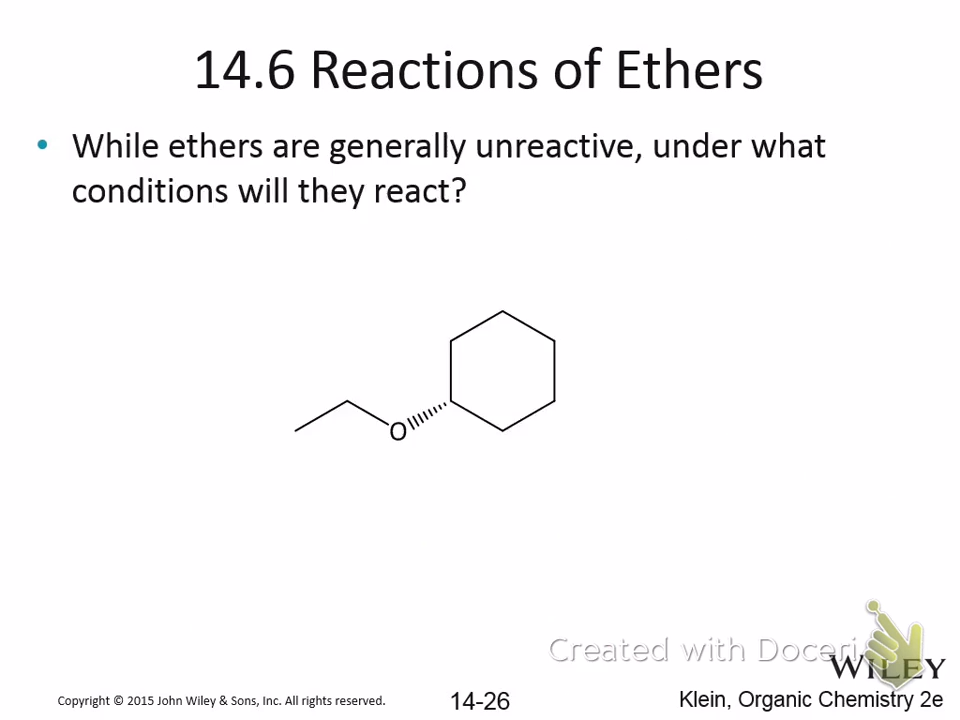 14.6 Reactions of Ethers
• While ethers are generally unreactive, under what
conditions will they react?
O
Created with Doceri
WILEY
Copyright © 2015 John Wiley & Sons, Inc. All rights reserved.
14-26
Klein, Organic Chemistry 2e